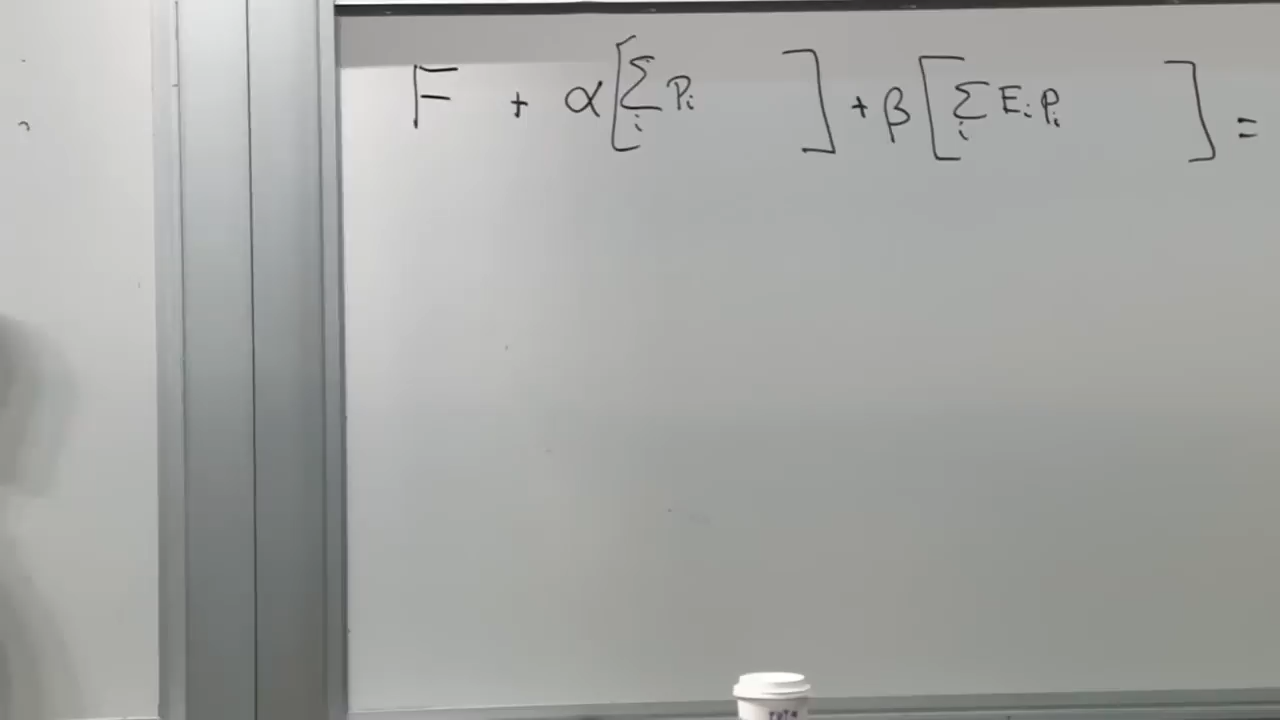 F + α[∑ᵢ Pᵢ ] + β[∑ᵢ Eᵢ Pᵢ ] =